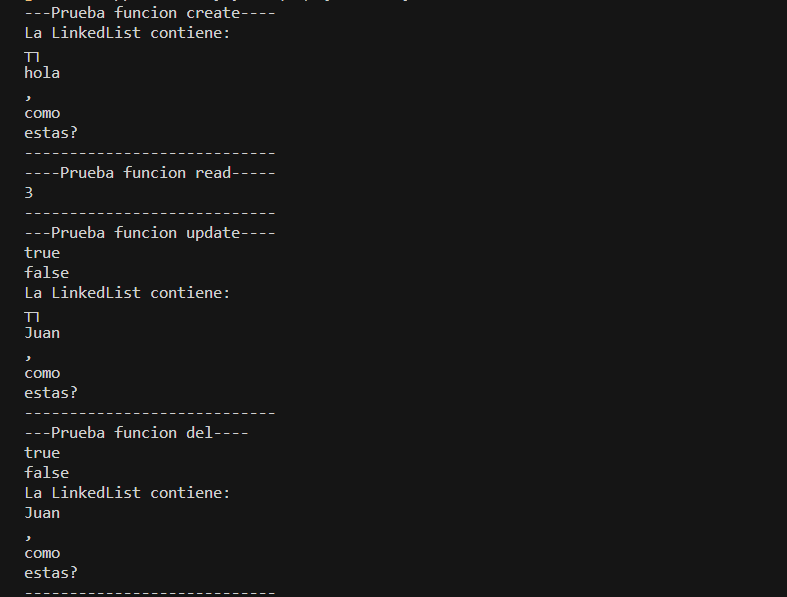 ---Prueba funcion create----
La LinkedList contiene:
┬┐
hola
,
como
estas?
----------------------------
----Prueba funcion read-----
3
----------------------------
---Prueba funcion update----
true
false
La LinkedList contiene:
┬┐
Juan
,
como
estas?
----------------------------
---Prueba funcion del----
true
false
La LinkedList contiene:
Juan
,
como
estas?
----------------------------